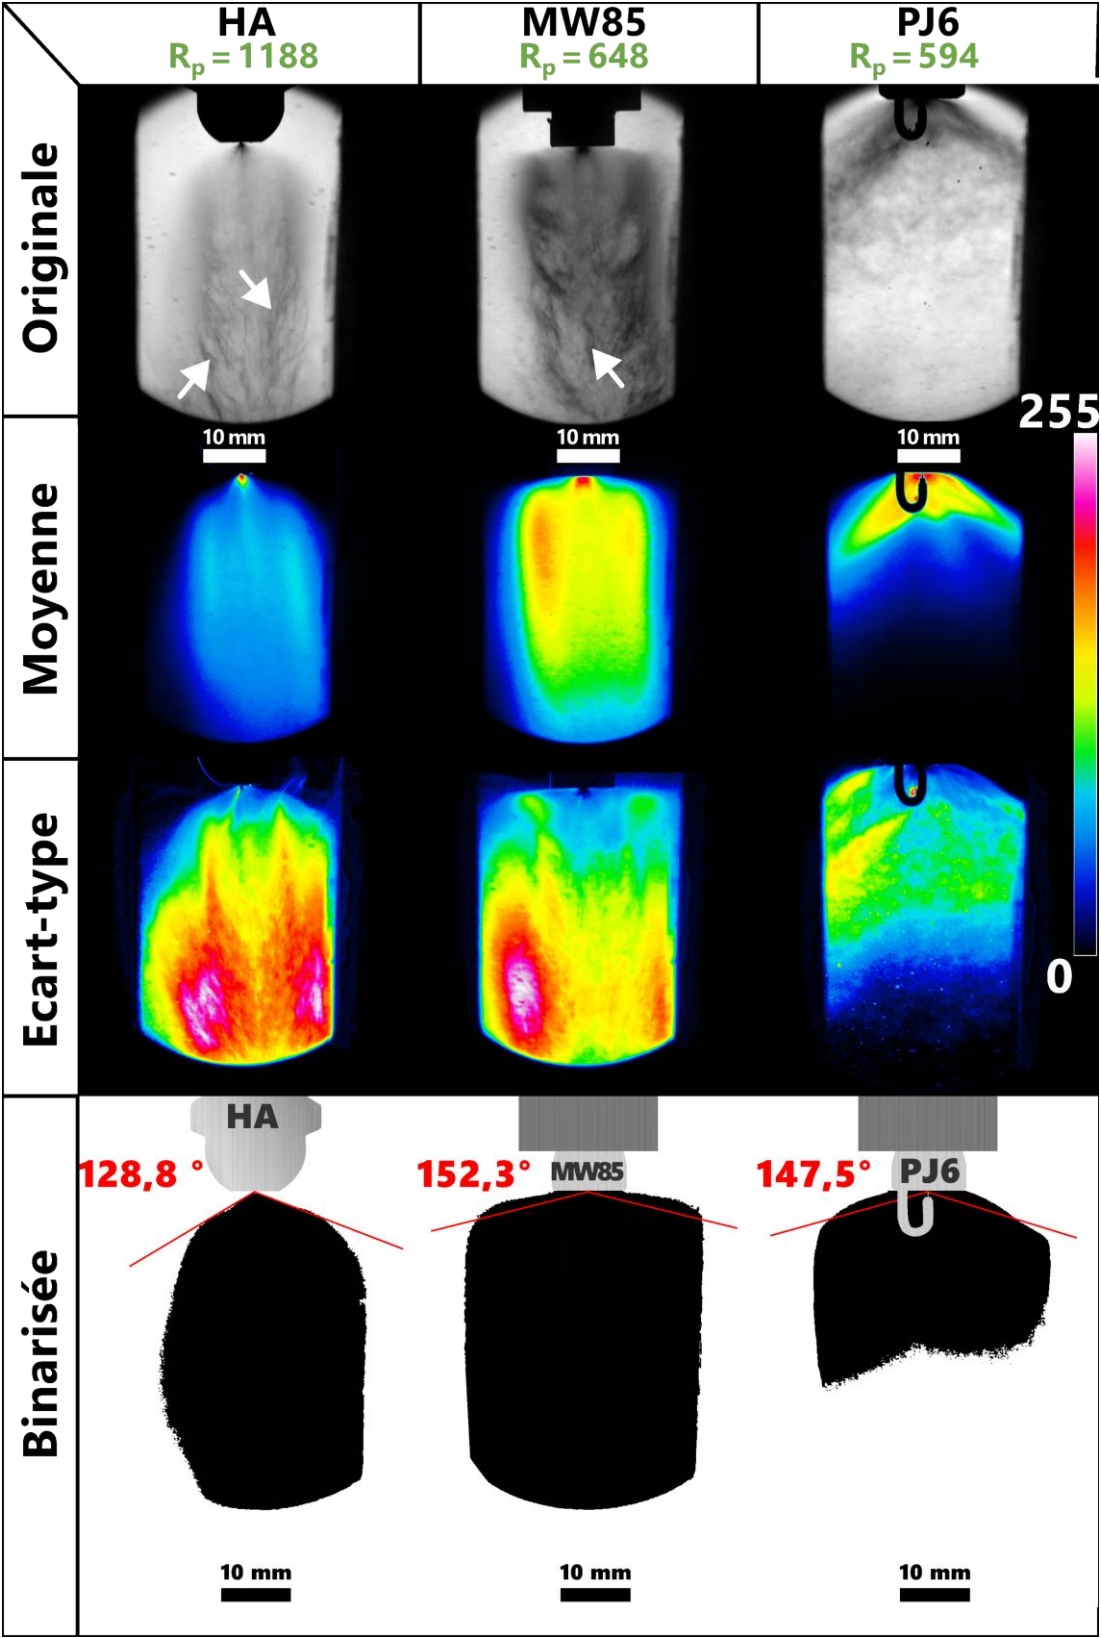 HA
MW85
PJ6
Rp = 1188
Rp = 648
Rp = 594
Originale
10 mm
10 mm
10 mm
255
Moyenne
Ecart-type
0
HA
MW85
PJ6
128,8 °
152,3°
147,5°
Binarisée
10 mm
10 mm
10 mm